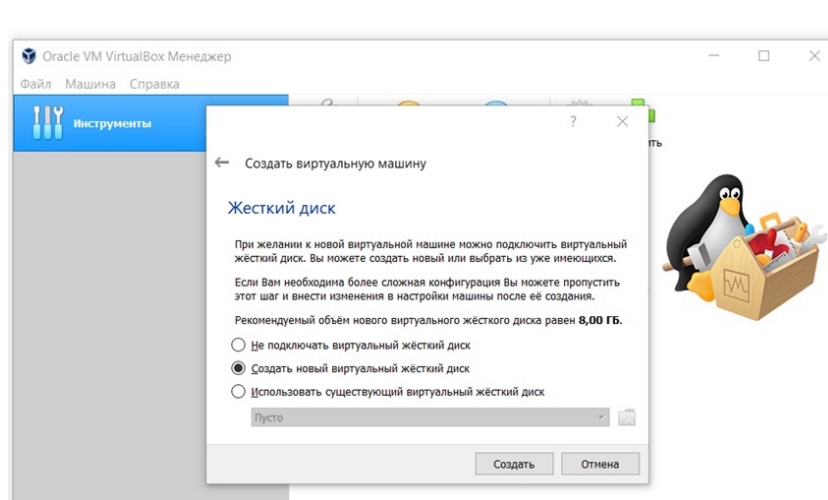 Oracle VM VirtualBox Менеджер
Файл Машина Справка
Инструменты
?
ить
Создать виртуальную машину
Жесткий диск
При желании к новой виртуальной машине можно подключить виртуальный
жёсткий диск. Вы можете создать новый или выбрать из уже имеющихся.
Если Вам необходима более сложная конфигурация Вы можете пропустить
этот шаг и внести изменения в настройки машины после её создания.
Рекомендуемый объём нового виртуального жёсткого диска равен 8,00 ГБ.
Не подключать виртуальный жёсткий диск
Создать новый виртуальный жёсткий диск
Использовать существующий виртуальный жёсткий диск
Пусто
Создать Отмена